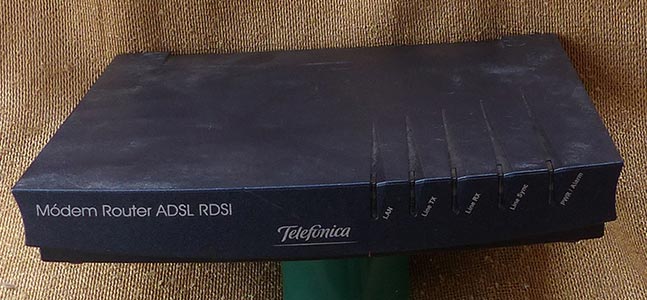 Módem Router ADSL RDSI
Telefónica
LAN
Line TX
Line RX
Line Sync
PWR / Alarm